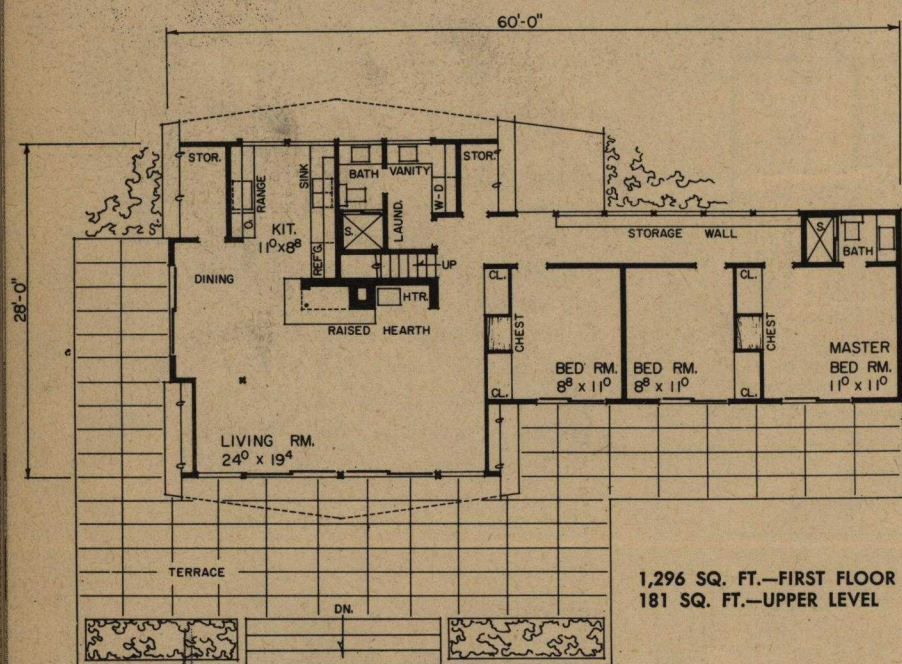 60'-0"
28'-0"
STOR.
O.
RANGE
SINK
KIT.
11⁰x8⁸
REF'G.
BATH
VANITY
S
LAUND.
W-D
STOR.
UP
DINING
HTR.
RAISED HEARTH
STORAGE WALL
S
BATH
CL.
CHEST
CL.
BED RM.
8⁸ x 11⁰
BED RM.
8⁸ x 11⁰
CL.
CHEST
CL.
MASTER
BED RM.
11⁰ x 11⁰
LIVING RM.
24⁰ x 19⁴
TERRACE
DN.
1,296 SQ. FT.—FIRST FLOOR
181 SQ. FT.—UPPER LEVEL